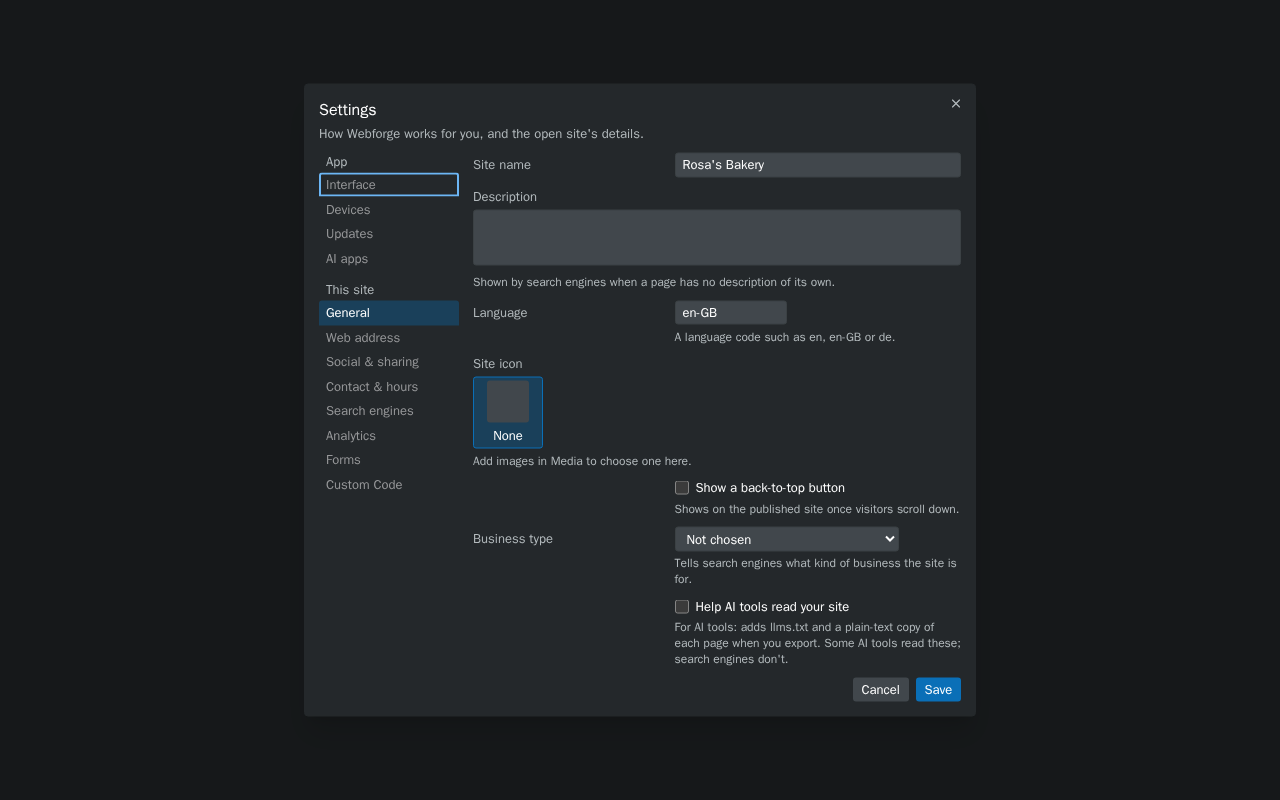 Settings
×
How Webforge works for you, and the open site's details.
App
Interface
Devices
Updates
AI apps
This site
General
Web address
Social & sharing
Contact & hours
Search engines
Analytics
Forms
Custom Code
Site name
Rosa's Bakery
Description
Shown by search engines when a page has no description of its own.
Language
en-GB
A language code such as en, en-GB or de.
Site icon
None
Add images in Media to choose one here.
Show a back-to-top button
Shows on the published site once visitors scroll down.
Business type
Not chosen
Tells search engines what kind of business the site is
for.
Help AI tools read your site
For AI tools: adds llms.txt and a plain-text copy of
each page when you export. Some AI tools read these;
search engines don't.
Cancel
Save